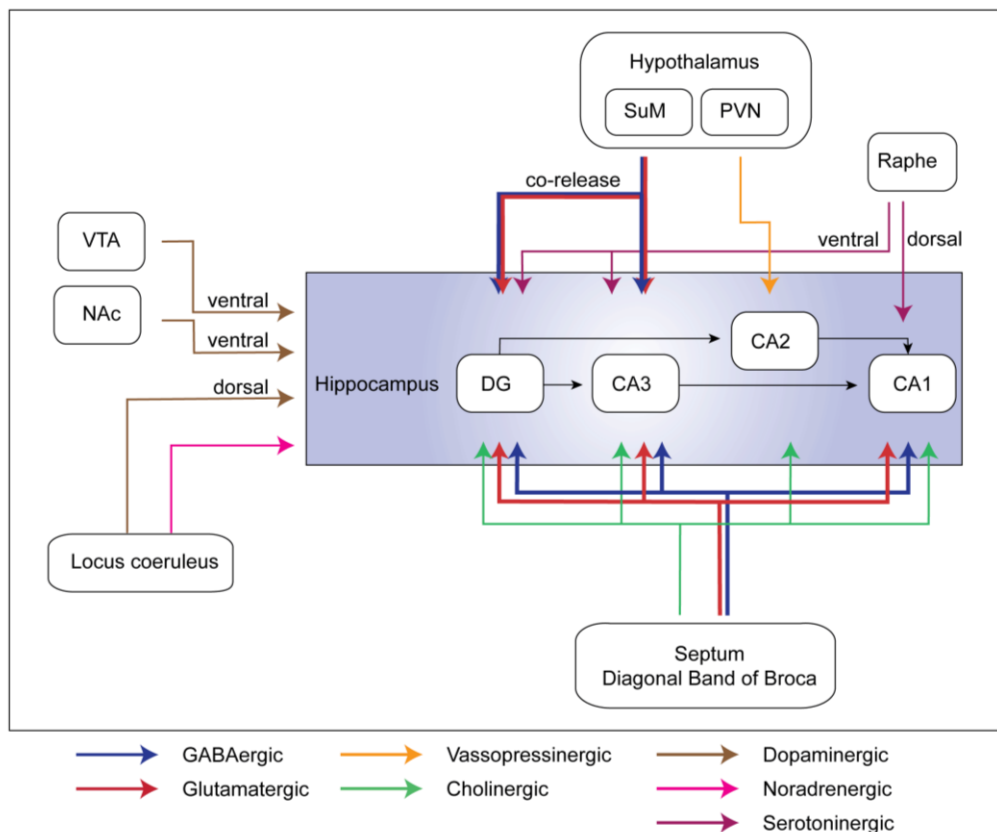 Hypothalamus
SuM
PVN
Raphe
co-release
VTA
ventral
dorsal
ventral
NAc
ventral
CA2
dorsal
Hippocampus
DG
CA3
CA1
Locus coeruleus
Septum
Diagonal Band of Broca
GABAergic
Vassopressinergic
Dopaminergic
Glutamatergic
Cholinergic
Noradrenergic
Serotoninergic